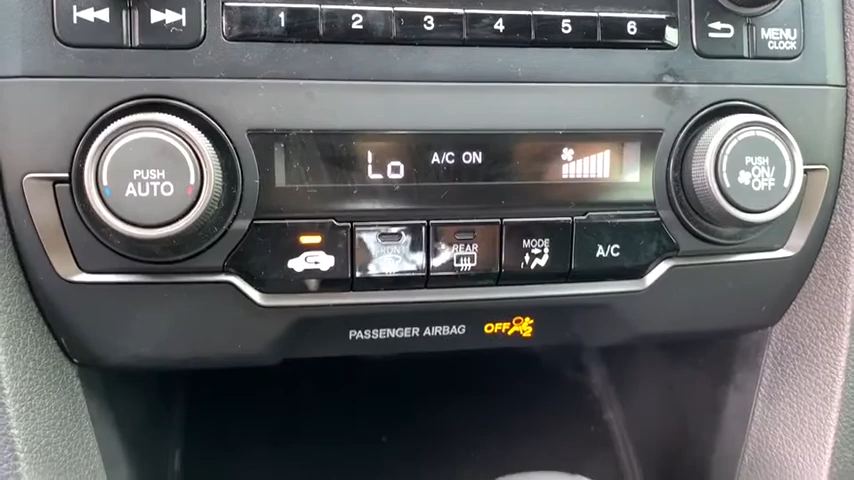 1 2 3 4 5 6
MENU
CLOCK
PUSH
AUTO
Lo A/C ON
PUSH
ON/
OFF
FRONT
REAR
MODE
A/C
PASSENGER AIRBAG OFF 2